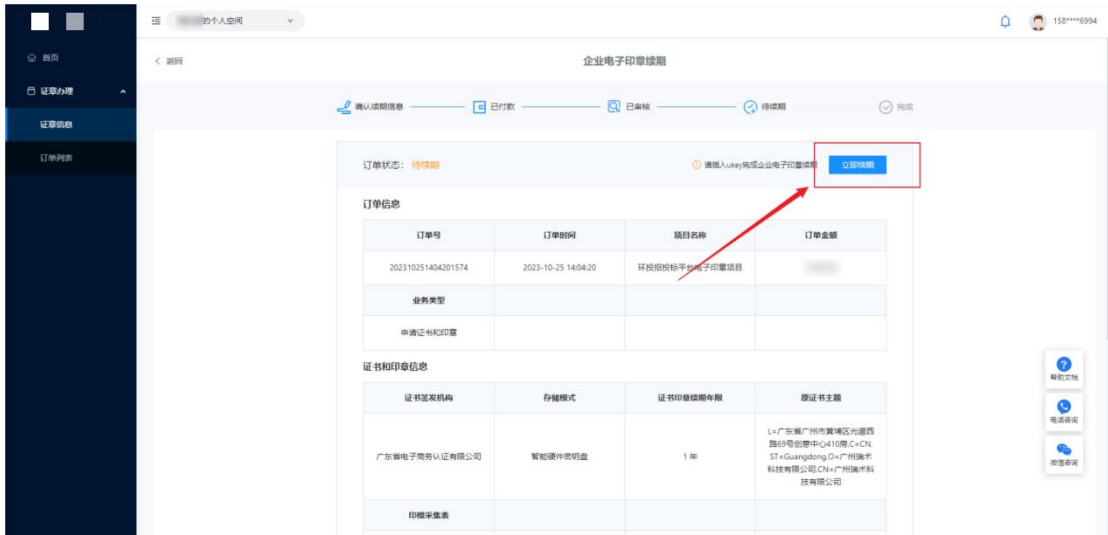 的个人空间
158****6994
首页
证章办理
证章信息
订单列表
返回
企业电子印章续期
确认续期信息
已付款
已审核
待续期
完成
订单状态： 待续期
请插入ukey完成企业电子印章续期
立即续期
订单信息
订单号 订单时间 项目名称 订单金额
202310251404201574 2023-10-25 14:04:20 环投招投标平台电子印章项目
业务类型
申请证书和印章
证书和印章信息
证书签发机构 存储模式 证书印章续期年限 原证书主题
广东省电子商务认证有限公司 智能硬件密钥盘 1 年
L=广东省广州市黄埔区光谱西
路69号创意中心410房,C=CN,
ST=Guangdong,O=广州瑞术
科技有限公司,CN=广州瑞术科
技有限公司
印模采集表
帮助文档
电话咨询
微信咨询